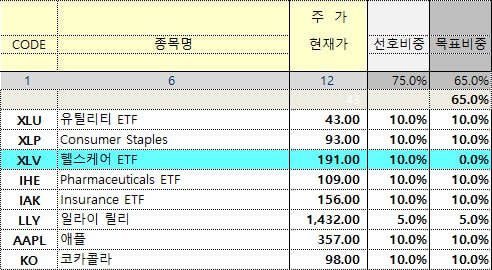 주 가
CODE 종목명 현재가 선호비중 목표비중
1 6 12 75.0% 65.0%
43 65.0%
XLU 유틸리티 ETF 43.00 10.0% 10.0%
XLP Consumer Staples 93.00 10.0% 10.0%
XLV 헬스케어 ETF 191.00 10.0% 0.0%
IHE Pharmaceuticals ETF 109.00 10.0% 10.0%
IAK Insurance ETF 156.00 10.0% 10.0%
LLY 일라이 릴리 1,432.00 5.0% 5.0%
AAPL 애플 357.00 10.0% 10.0%
KO 코카콜라 98.00 10.0% 10.0%